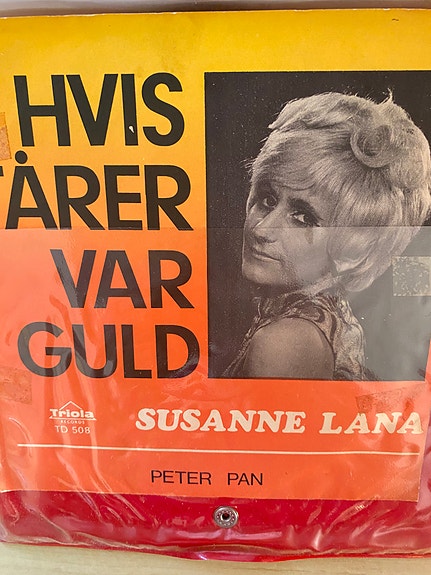 HVIS
TÅRER
VAR
GULD
Triola
RECORDS
TD 508
SUSANNE LANA
PETER PAN